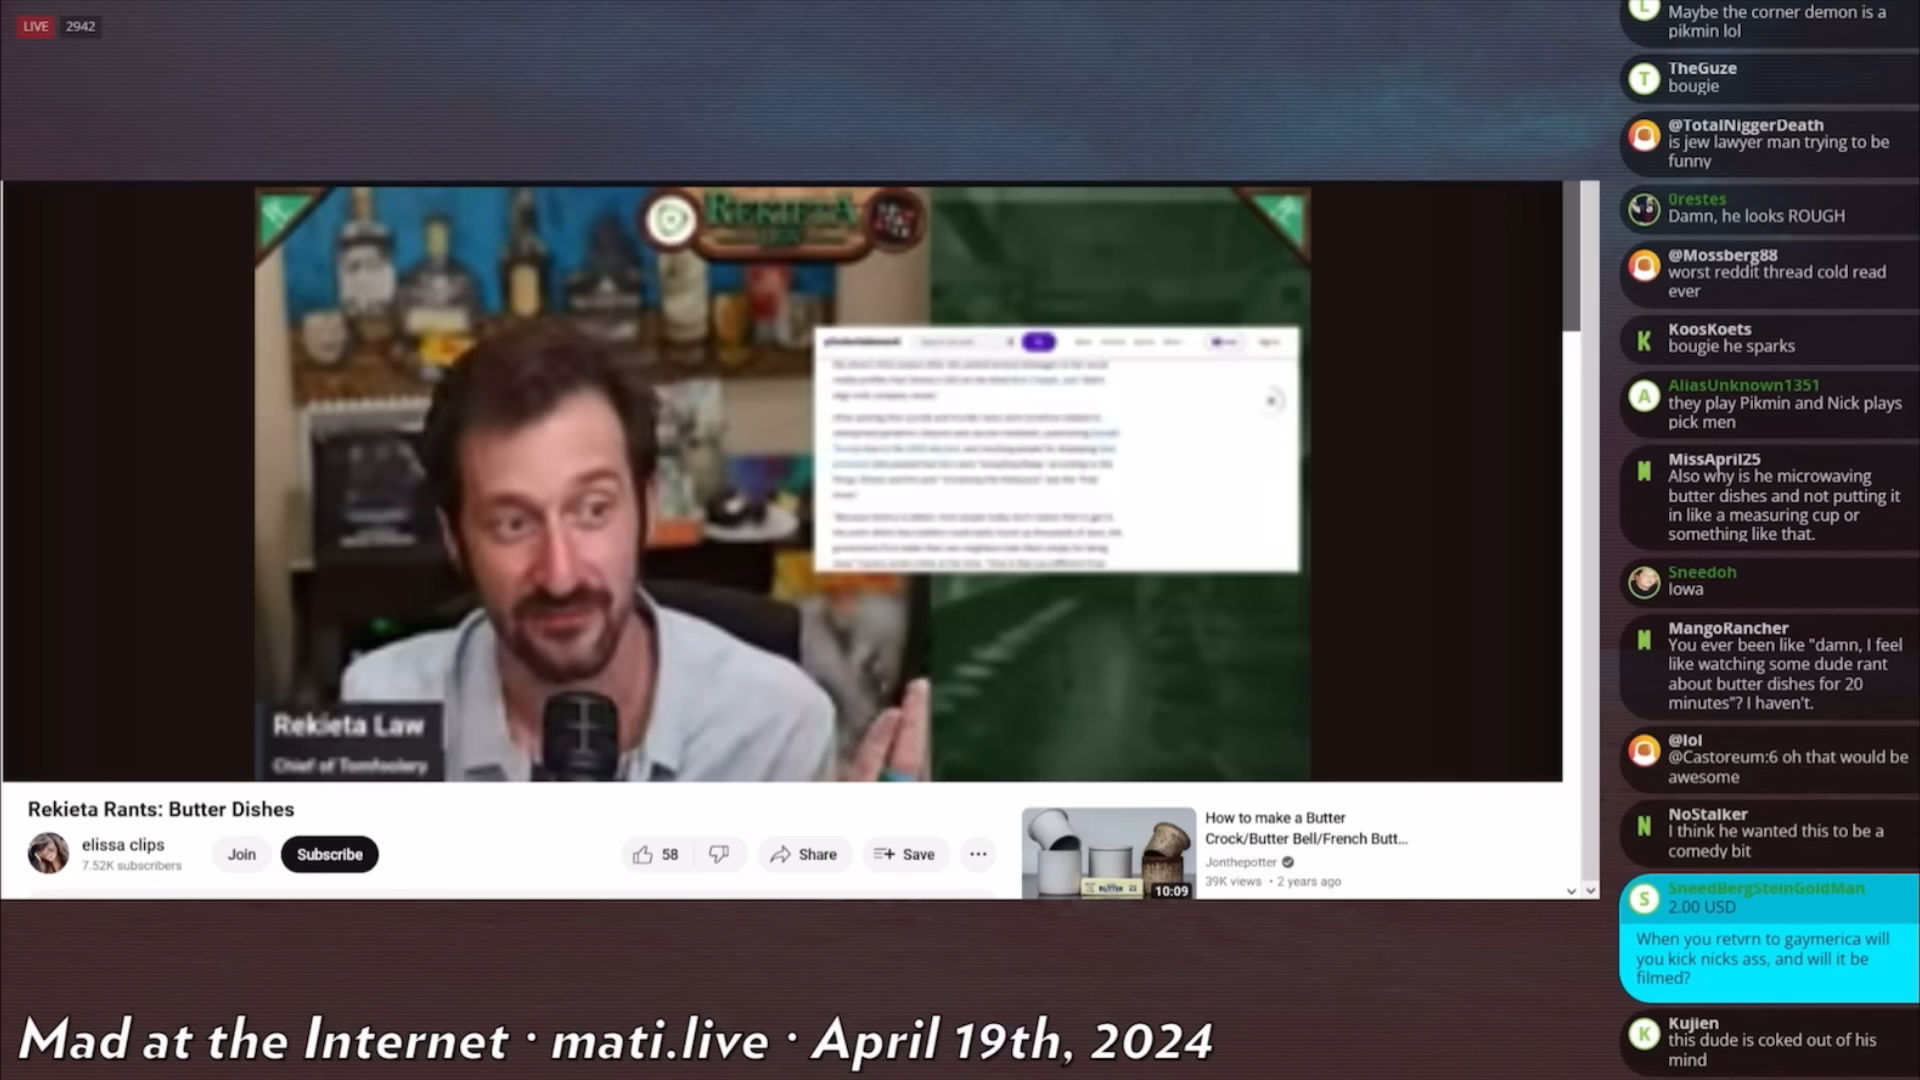 LIVE 2942
REKIETA
LAW
Rekieta Law
Chief of Tomfoolery
Rekieta Rants: Butter Dishes
elissa clips
7.52K subscribers
Join
Subscribe
58
Share
Save
How to make a Butter
Crock/Butter Bell/French Butt...
Jonthepotter
39K views • 2 years ago
10:09
BUTTER
Mad at the Internet · mati.live · April 19th, 2024
L
Maybe the corner demon is a
pikmin lol
T
TheGuze
bougie
@TotalNiggerDeath
is jew lawyer man trying to be
funny
0restes
Damn, he looks ROUGH
@Mossberg88
worst reddit thread cold read
ever
K
KoosKoets
bougie he sparks
A
AliasUnknown1351
they play Pikmin and Nick plays
pick men
M
MissApril25
Also why is he microwaving
butter dishes and not putting it
in like a measuring cup or
something like that.
Sneedoh
Iowa
M
MangoRancher
You ever been like "damn, I feel
like watching some dude rant
about butter dishes for 20
minutes"? I haven't.
@lol
@Castoreum:6 oh that would be
awesome
N
NoStalker
I think he wanted this to be a
comedy bit
S
SneedBergSteinGoldMan
2.00 USD
When you retvrn to gaymerica will
you kick nicks ass, and will it be
filmed?
K
Kujien
this dude is coked out of his
mind